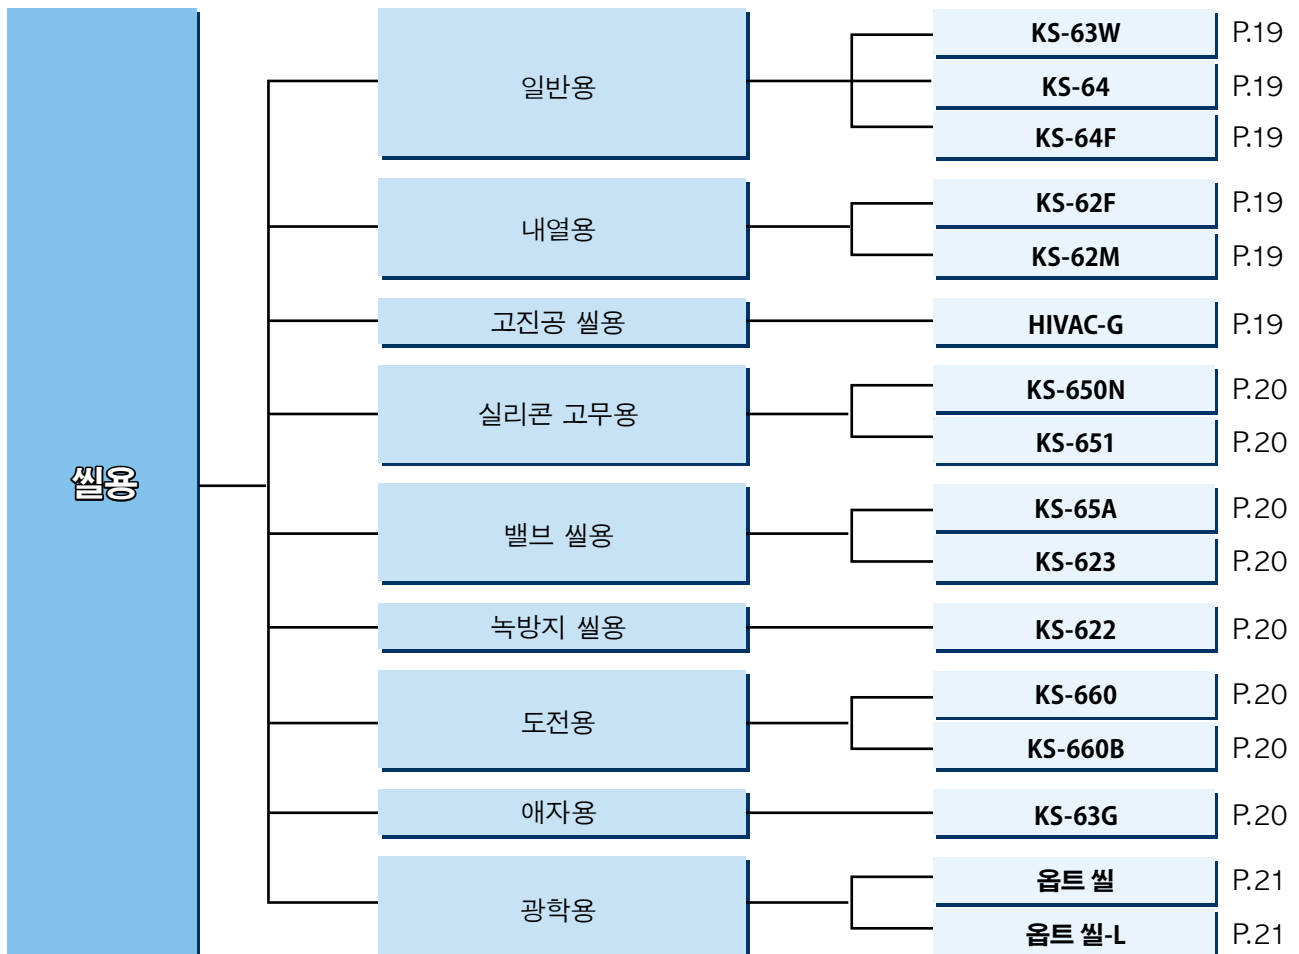 씰용
일반용
KS-63W P.19
KS-64 P.19
KS-64F P.19
내열용
KS-62F P.19
KS-62M P.19
고진공 씰용
HIVAC-G P.19
실리콘 고무용
KS-650N P.20
KS-651 P.20
밸브 씰용
KS-65A P.20
KS-623 P.20
녹방지 씰용
KS-622 P.20
도전용
KS-660 P.20
KS-660B P.20
애자용
KS-63G P.20
광학용
옵트 씰 P.21
옵트 씰-L P.21